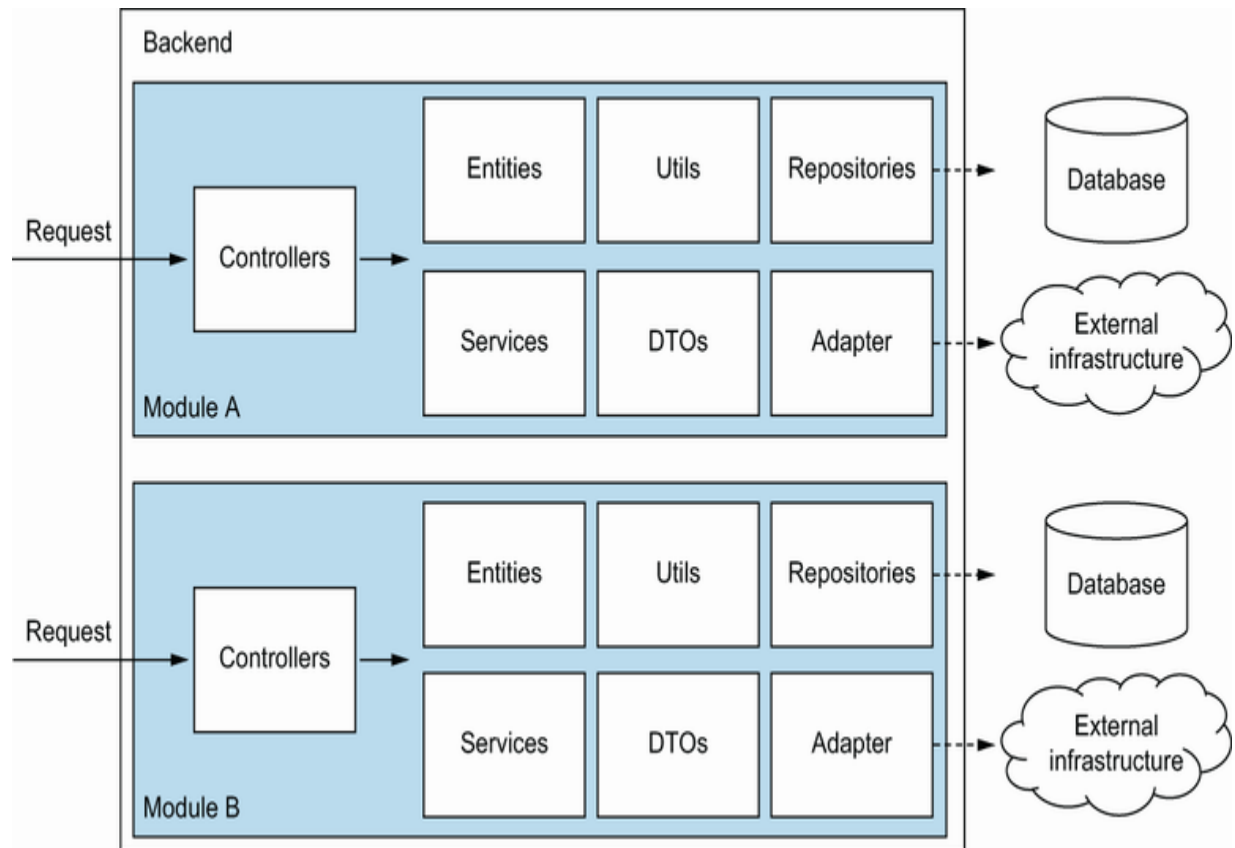 Backend
Entities
Utils
Repositories
Database
Request
Controllers
Services
DTOs
Adapter
External
infrastructure
Module A
Entities
Utils
Repositories
Database
Request
Controllers
Services
DTOs
Adapter
External
infrastructure
Module B